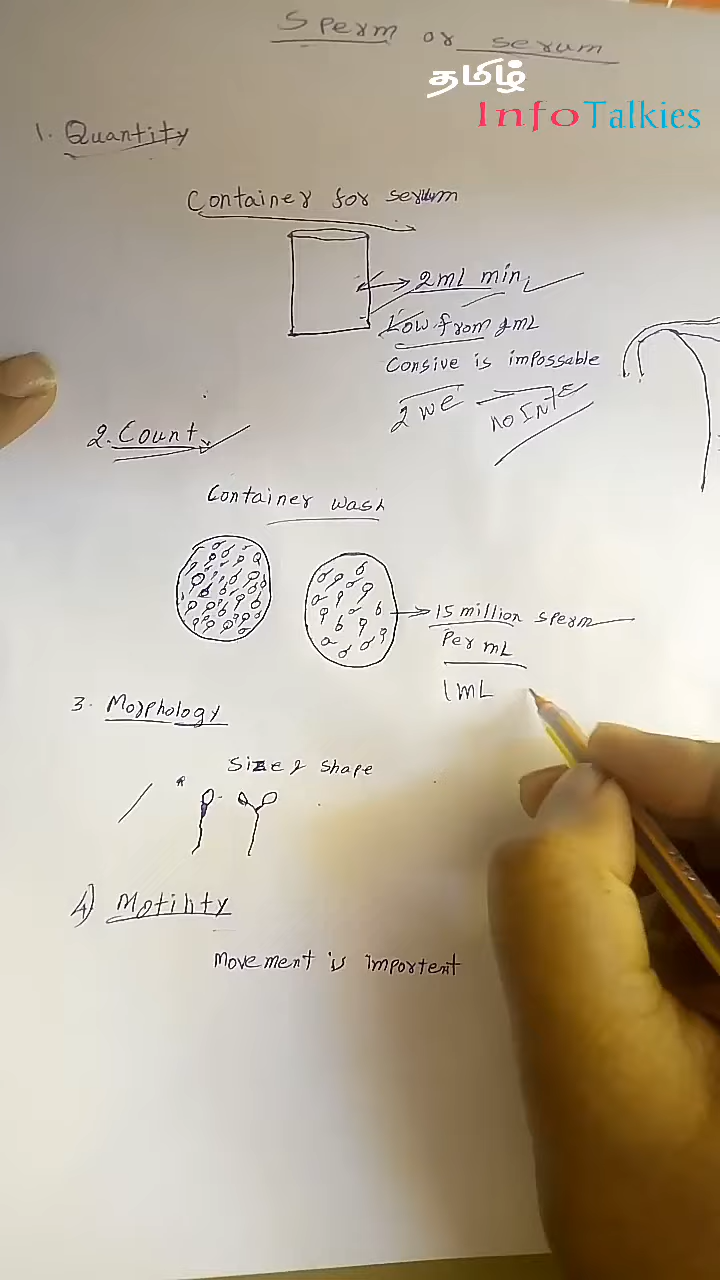 Sperm or serum
தமிழ்
InfoTalkies
1. Quantity
Container for serum
2mL min
Low from 2mL
Consive is impossable
2 we
no INte
2. Count
Container wash
15 million sperm
Per mL
1mL
3. Morphology
Size & shape
4) Motility
Movement is importent